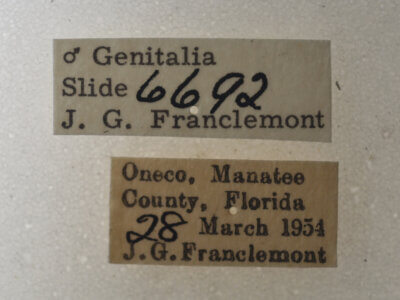 ♂ Genitalia
Slide 6692
J. G. Franclemont
Oneco, Manatee
County, Florida
28 March 1954
J.G. Franclemont